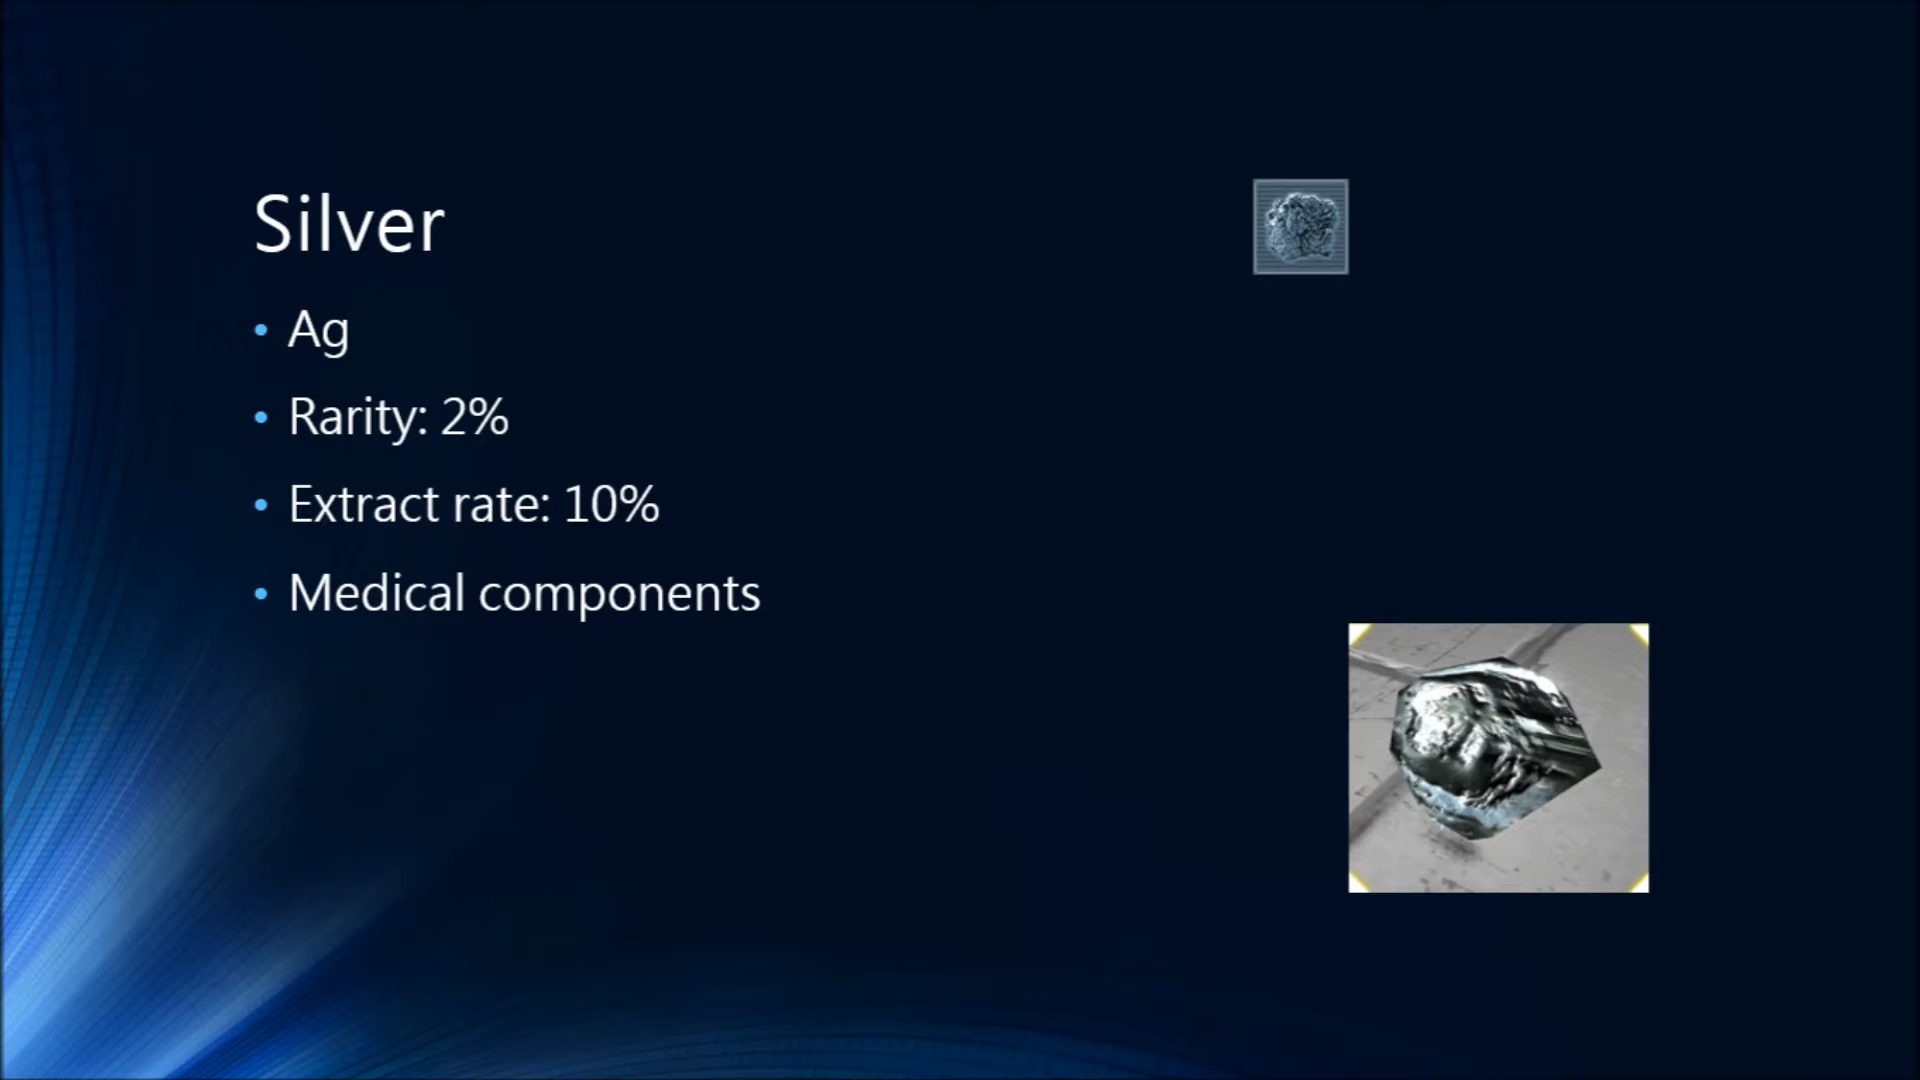 Silver
• Ag
• Rarity: 2%
• Extract rate: 10%
• Medical components